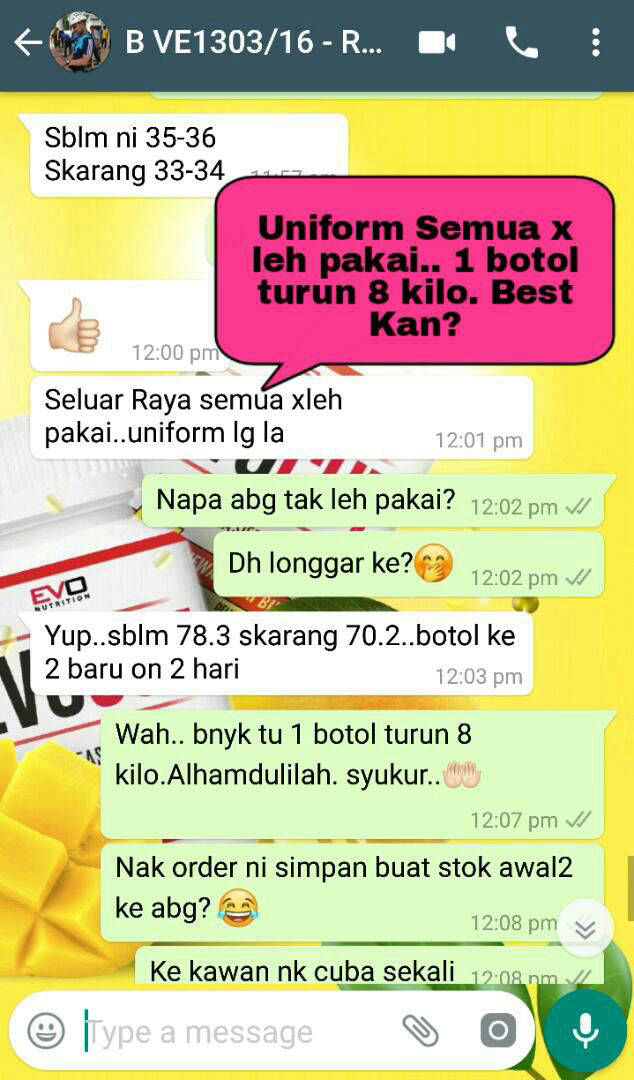 B VE1303/16 - R...
Sblm ni 35-36
Skarang 33-34
11:57 am
Uniform Semua x
leh pakai.. 1 botol
turun 8 kilo. Best
Kan?
12:00 pm
Seluar Raya semua xleh
pakai..uniform lg la
12:01 pm
Napa abg tak leh pakai?
12:02 pm
Dh longgar ke?🤭
12:02 pm
EVO
NUTRITION
Yup..sblm 78.3 skarang 70.2..botol ke
2 baru on 2 hari
12:03 pm
Wah.. bnyk tu 1 botol turun 8
kilo.Alhamdulilah. syukur..🤲🏻
12:07 pm
Nak order ni simpan buat stok awal2
ke abg?😂
12:08 pm
Ke kawan nk cuba sekali
12:08 pm
Type a message